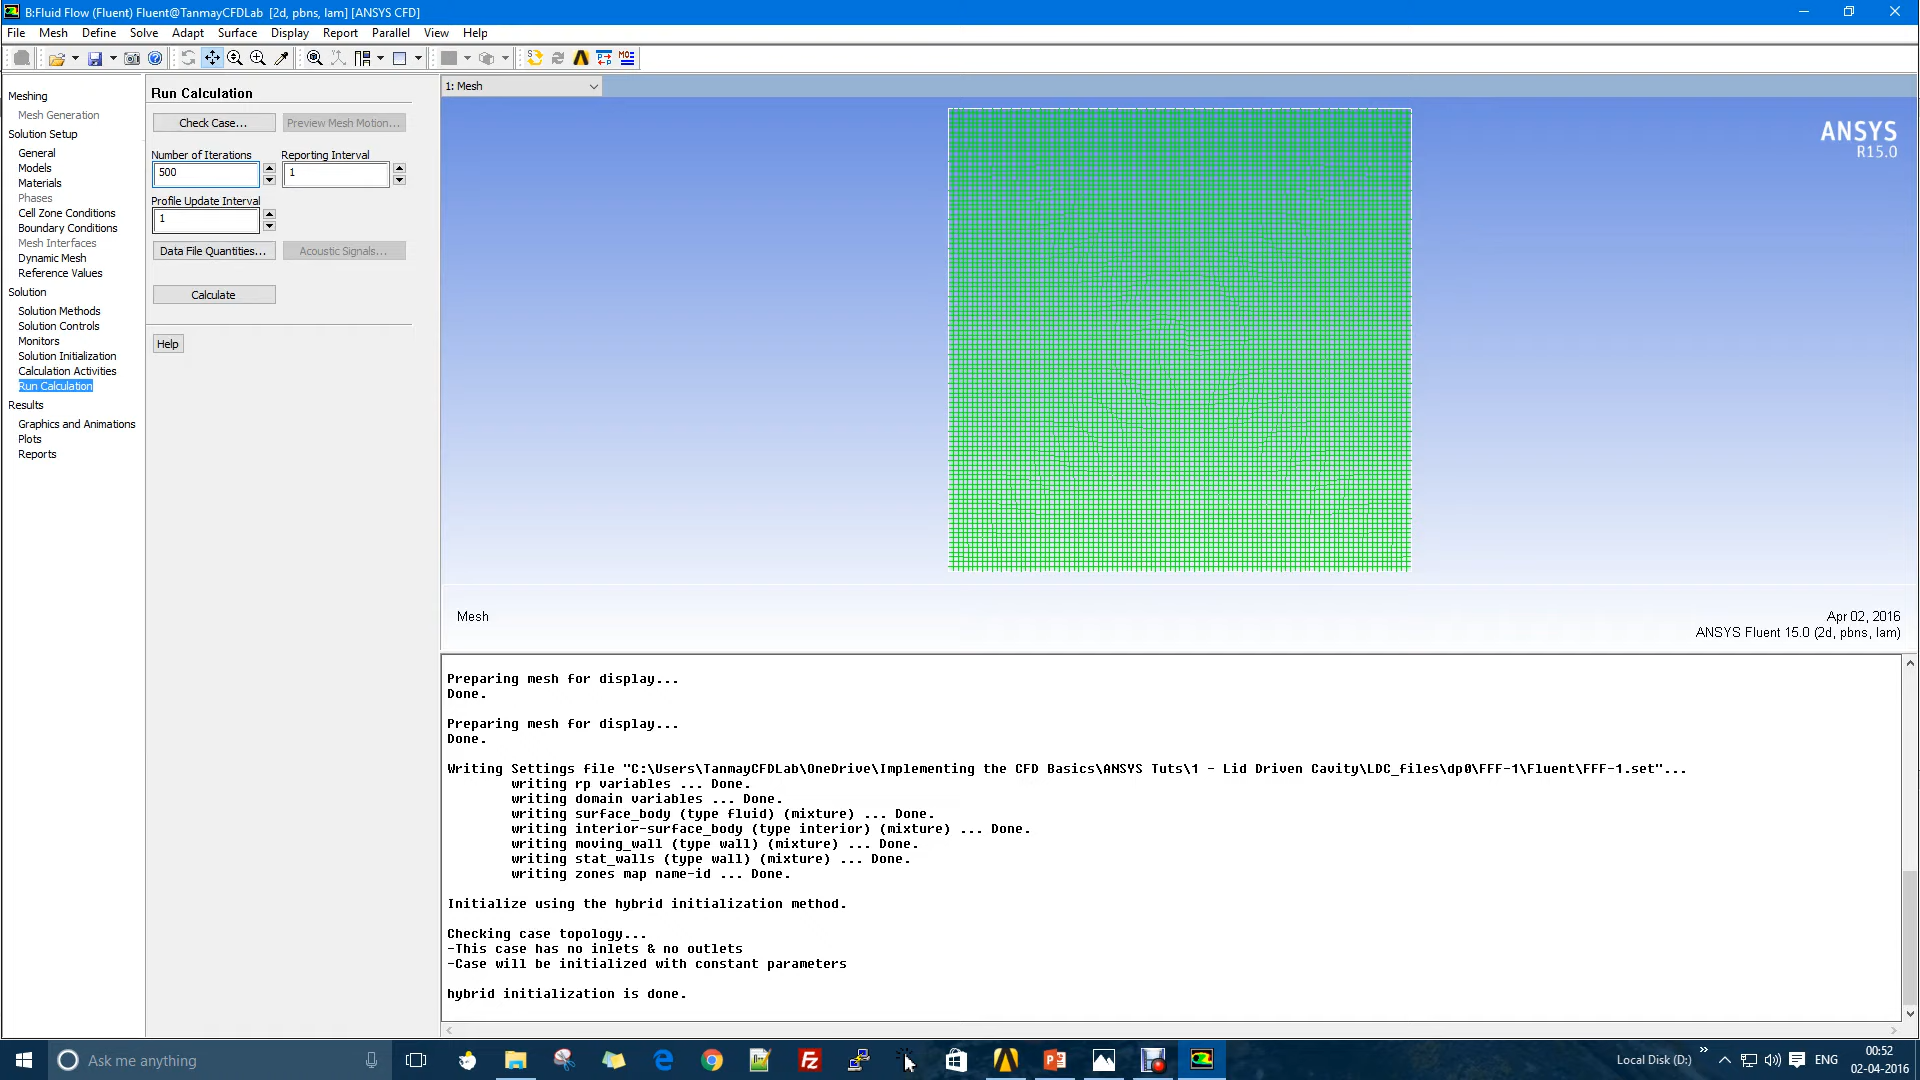 B:Fluid Flow (Fluent) Fluent@TanmayCFDLab [2d, pbns, lam] [ANSYS CFD]
File Mesh Define Solve Adapt Surface Display Report Parallel View Help
Meshing
Mesh Generation
Solution Setup
General
Models
Materials
Phases
Cell Zone Conditions
Boundary Conditions
Mesh Interfaces
Dynamic Mesh
Reference Values
Solution
Solution Methods
Solution Controls
Monitors
Solution Initialization
Calculation Activities
Run Calculation
Results
Graphics and Animations
Plots
Reports
Run Calculation
Check Case... Preview Mesh Motion...
Number of Iterations Reporting Interval
500 1
Profile Update Interval
1
Data File Quantities... Acoustic Signals...
Calculate
Help
1: Mesh
ANSYS
R15.0
Mesh
Apr 02, 2016
ANSYS Fluent 15.0 (2d, pbns, lam)
Preparing mesh for display...
Done.
Preparing mesh for display...
Done.
Writing Settings file "C:\Users\TanmayCFDLab\OneDrive\Implementing the CFD Basics\ANSYS Tuts\1 - Lid Driven Cavity\LDC_files\dp0\FFF-1\Fluent\FFF-1.set"...
writing rp variables ... Done.
writing domain variables ... Done.
writing surface_body (type fluid) (mixture) ... Done.
writing interior-surface_body (type interior) (mixture) ... Done.
writing moving_wall (type wall) (mixture) ... Done.
writing stat_walls (type wall) (mixture) ... Done.
writing zones map name-id ... Done.
Initialize using the hybrid initialization method.
Checking case topology...
-This case has no inlets & no outlets
-Case will be initialized with constant parameters
hybrid initialization is done.
Ask me anything
Local Disk (D:) » ENG
00:52
02-04-2016